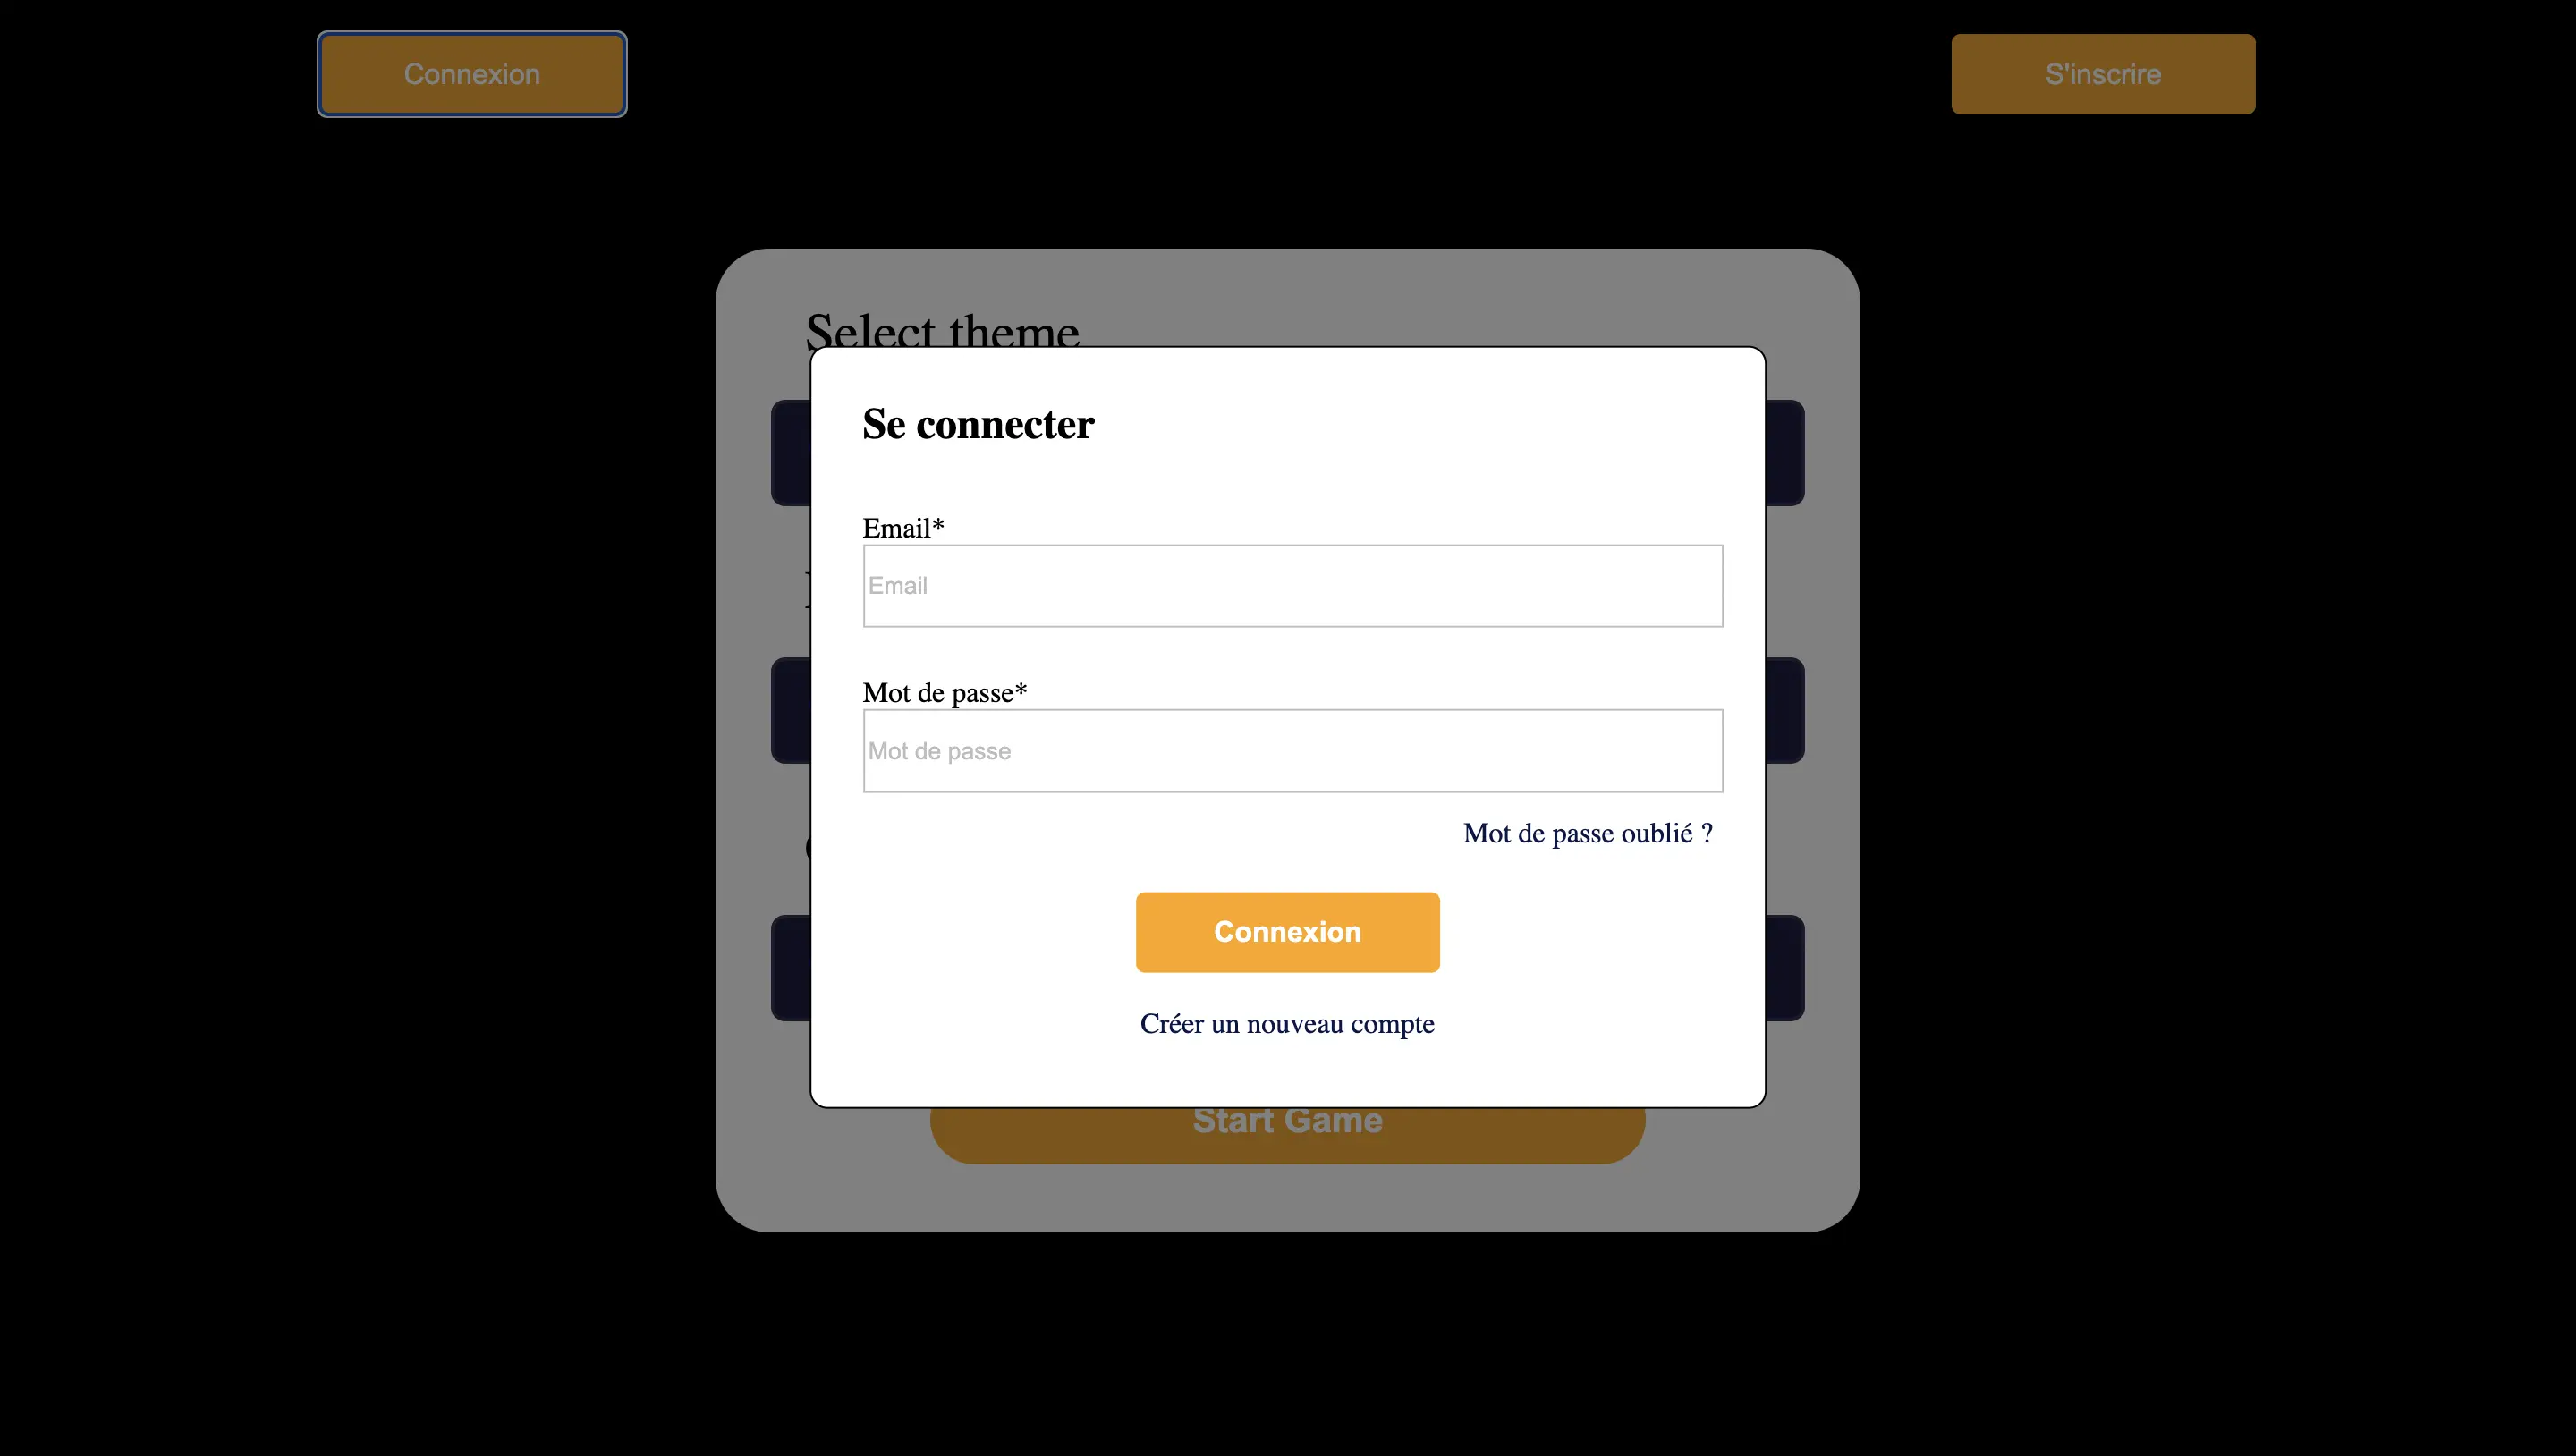 Connexion
S'inscrire
Select theme
Se connecter
Email*
Email
Mot de passe*
Mot de passe
Mot de passe oublié ?
Connexion
Créer un nouveau compte
Start Game